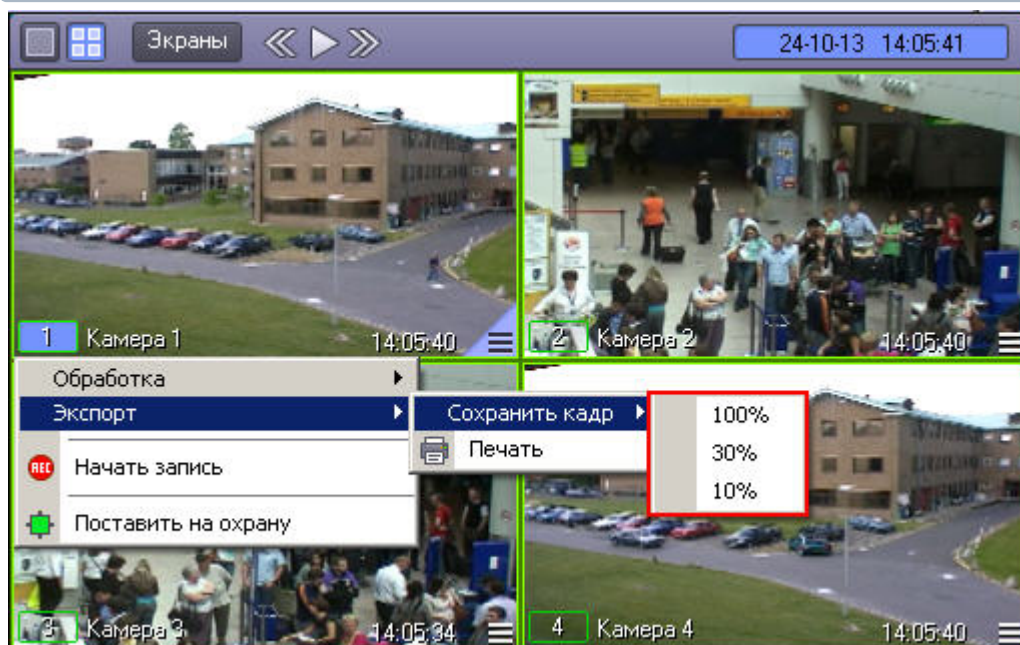 Экраны
24-10-13 14:05:41
1 Камера 1 14:05:40
2 Камера 2 14:05:40
Обработка
Экспорт
Сохранить кадр
100%
Печать
30%
10%
REC Начать запись
Поставить на охрану
3 Камера 3 14:05:34
4 Камера 4 14:05:40